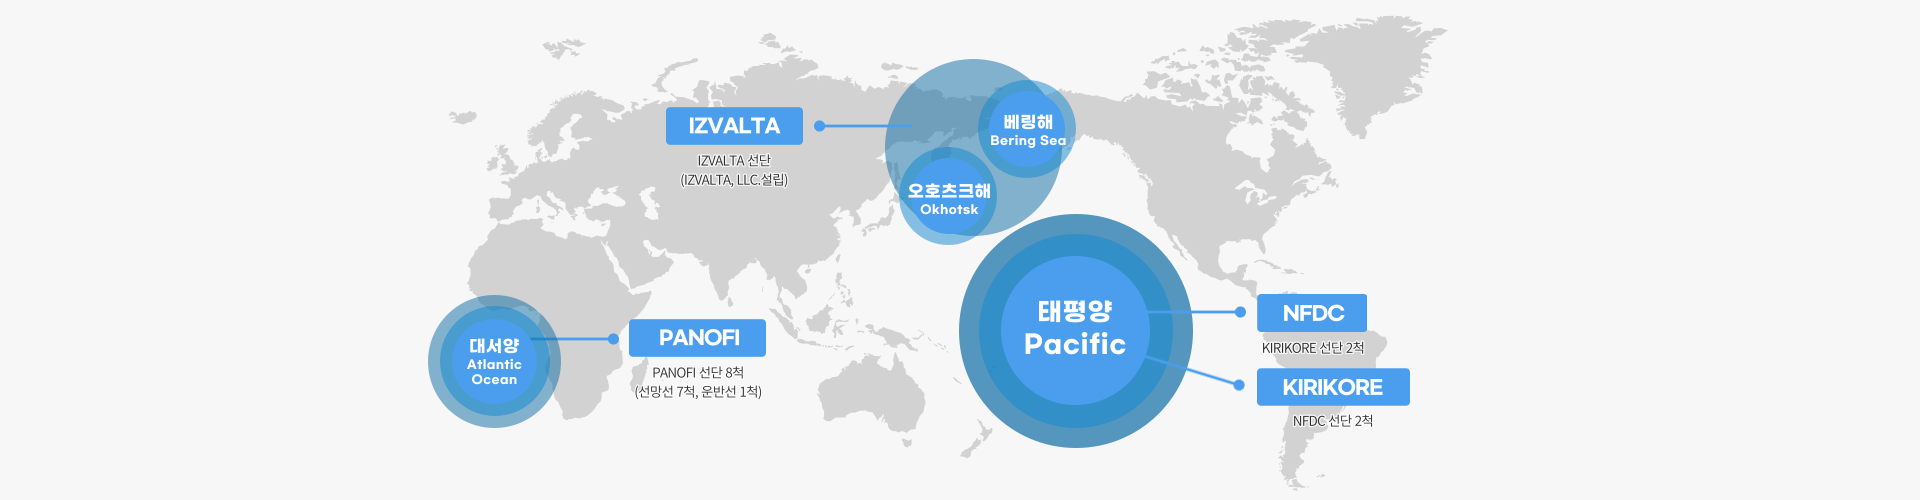 IZVALTA
IZVALTA 선단
(IZVALTA, LLC.설립)
베링해
Bering Sea
오호츠크해
Okhotsk
태평양
Pacific
NFDC
KIRIKORE 선단 2척
KIRIKORE
NFDC 선단 2척
대서양
Atlantic
Ocean
PANOFI
PANOFI 선단 8척
(선망선 7척, 운반선 1척)